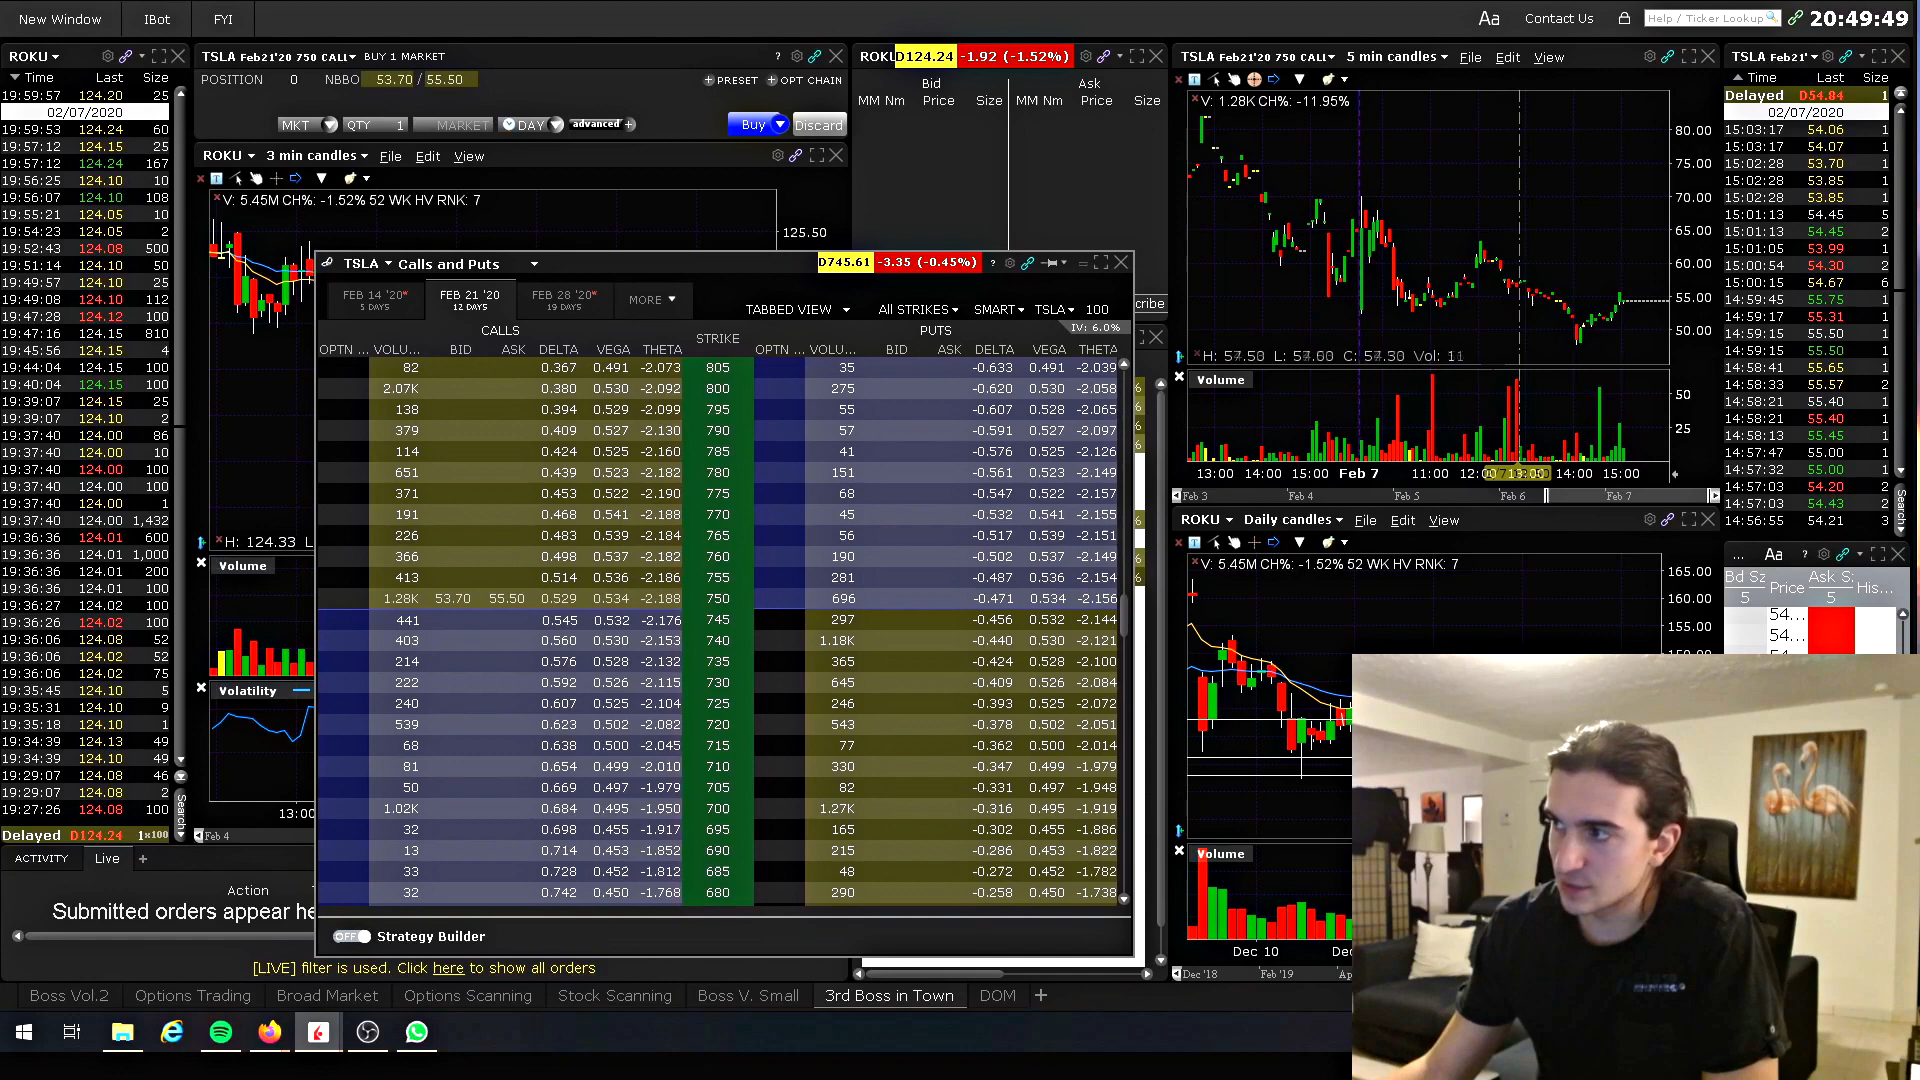 New Window IBot FYI Aa Contact Us Help / Ticker Lookup 20:49:49
ROKU
Time Last Size
19:59:57 124.20 25
02/07/2020
19:59:53 124.24 60
19:57:12 124.15 25
19:57:12 124.24 167
19:56:25 124.10 10
19:56:07 124.10 108
19:55:21 124.05 10
19:54:23 124.05 2
19:52:43 124.08 500
19:51:14 124.10 50
19:49:08 124.10 112
19:48:27 124.12 100
19:47:16 124.15 810
19:45:56 124.15 4
19:44:04 124.15 100
19:40:04 124.15 100
19:39:07 124.15 25
19:39:07 124.10 2
19:37:40 124.00 86
19:37:40 124.00 10
19:37:40 124.00 100
19:37:40 124.00 100
19:37:40 124.00 1
19:37:40 124.00 1,432
19:36:36 124.01 600
19:36:36 124.01 1,000
19:36:36 124.01 200
19:36:36 124.01 100
19:36:27 124.02 100
19:36:26 124.02 100
19:36:09 124.08 52
19:36:06 124.02 52
19:36:06 124.02 75
19:35:45 124.10 5
19:35:31 124.10 9
19:35:18 124.10 1
19:34:39 124.13 49
19:34:39 124.10 49
19:29:07 124.08 46
19:29:07 124.08 2
19:27:26 124.08 100
Search
Delayed D124.24 1x100
TSLA Feb21'20 750 CALL BUY 1 MARKET
POSITION 0 NBBO 53.70 / 55.50 PRESET OPT CHAIN
MKT QTY 1 MARKET DAY advanced + Buy Discard
ROKU 3 min candles File Edit View
V: 5.45M CH%: -1.52% 52 WK HV RNK: 7
125.50
H: 124.33 L
Volume
Volatility
13:00
Feb 4
ROKU D124.24 -1.92 (-1.52%)
Bid Ask
MM Nm Price Size MM Nm Price Size
cribe
TSLA Calls and Puts D745.61 -3.35 (-0.45%)
FEB 14 '20* FEB 21 '20 FEB 28 '20* MORE
5 DAYS 12 DAYS 19 DAYS
TABBED VIEW All STRIKES SMART TSLA 100
CALLS STRIKE PUTS IV: 6.0%
OPTN ... VOLU... BID ASK DELTA VEGA THETA OPTN ... VOLU... BID ASK DELTA VEGA THETA
82 0.367 0.491 -2.073 805 35 -0.633 0.491 -2.039
2.07K 0.380 0.530 -2.092 800 275 -0.620 0.530 -2.058
138 0.394 0.529 -2.099 795 55 -0.607 0.528 -2.065
379 0.409 0.527 -2.130 790 57 -0.591 0.527 -2.097
114 0.424 0.525 -2.160 785 41 -0.576 0.525 -2.126
651 0.439 0.523 -2.182 780 151 -0.561 0.523 -2.149
371 0.453 0.522 -2.190 775 68 -0.547 0.522 -2.157
191 0.468 0.541 -2.188 770 45 -0.532 0.541 -2.155
226 0.483 0.539 -2.184 765 56 -0.517 0.539 -2.151
366 0.498 0.537 -2.182 760 190 -0.502 0.537 -2.149
413 0.514 0.536 -2.186 755 281 -0.487 0.536 -2.154
1.28K 53.70 55.50 0.529 0.534 -2.188 750 696 -0.471 0.534 -2.156
441 0.545 0.532 -2.176 745 297 -0.456 0.532 -2.144
403 0.560 0.530 -2.153 740 1.18K -0.440 0.530 -2.121
214 0.576 0.528 -2.132 735 365 -0.424 0.528 -2.100
222 0.592 0.526 -2.115 730 645 -0.409 0.526 -2.084
240 0.607 0.525 -2.104 725 246 -0.393 0.525 -2.072
539 0.623 0.502 -2.082 720 543 -0.378 0.502 -2.051
68 0.638 0.500 -2.045 715 77 -0.362 0.500 -2.014
81 0.654 0.499 -2.010 710 330 -0.347 0.499 -1.979
50 0.669 0.497 -1.979 705 82 -0.331 0.497 -1.948
1.02K 0.684 0.495 -1.950 700 1.27K -0.316 0.495 -1.919
32 0.698 0.455 -1.917 695 165 -0.302 0.455 -1.886
13 0.714 0.453 -1.852 690 215 -0.286 0.453 -1.822
33 0.728 0.452 -1.812 685 48 -0.272 0.452 -1.782
32 0.742 0.450 -1.768 680 290 -0.258 0.450 -1.738
OFF Strategy Builder
TSLA Feb21'20 750 CALL 5 min candles File Edit View
V: 1.28K CH%: -11.95%
80.00
75.00
70.00
65.00
60.00
55.00
50.00
Volume
50
25
13:00 14:00 15:00 Feb 7 11:00 14:00 15:00
Feb 3 Feb 4 Feb 5 Feb 6 Feb 7
ROKU Daily candles File Edit View
V: 5.45M CH%: -1.52% 52 WK HV RNK: 7
165.00
160.00
155.00
Volume
Dec 10
Dec '18 Feb '19
TSLA Feb21'
Time Last Size
Delayed D54.84 1
02/07/2020
15:03:17 54.06 1
15:03:17 54.07 1
15:02:28 53.70 1
15:02:28 53.85 1
15:02:28 53.85 1
15:01:13 54.45 5
15:01:13 54.45 2
15:01:05 53.99 1
15:00:56 54.30 2
15:00:15 54.67 6
14:59:45 55.75 1
14:59:17 55.31 1
14:59:15 55.50 1
14:59:15 55.50 1
14:58:41 55.65 1
14:58:33 55.57 2
14:58:21 55.40 1
14:58:21 55.40 1
14:58:13 55.45 1
14:57:47 55.00 1
14:57:32 55.00 1
14:57:03 54.20 1
14:57:03 54.43 2
14:56:55 54.21 3
Search
... Aa
Bd Sz Price Ask S: His...
5 5
54...
54...
ACTIVITY Live +
Action
Submitted orders appear he
[LIVE] filter is used. Click here to show all orders
Boss Vol.2 Options Trading Broad Market Options Scanning Stock Scanning Boss V. Small 3rd Boss in Town DOM +